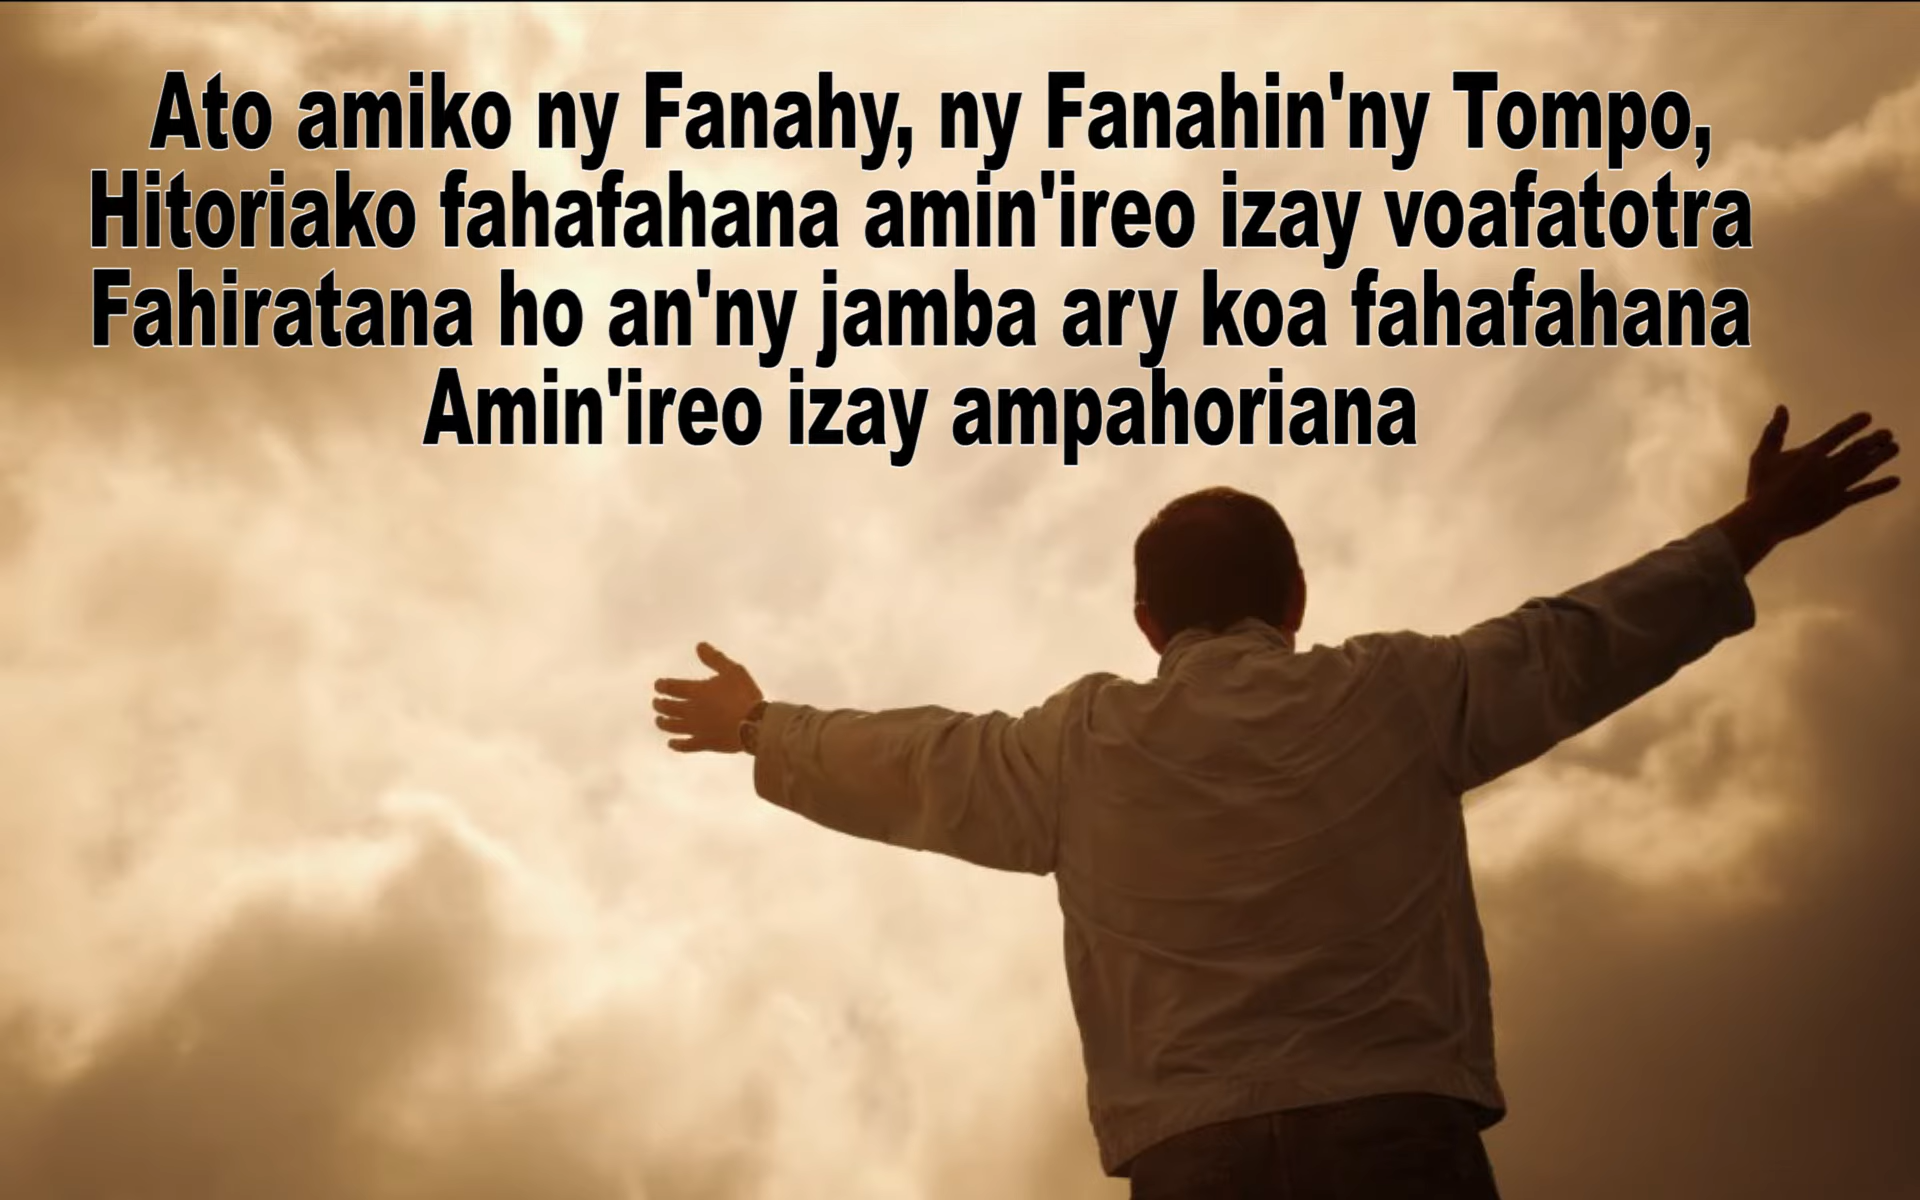 Ato amiko ny Fanahy, ny Fanahin'ny Tompo,
Hitoriako fahafahana amin'ireo izay voafatotra
Fahiratana ho an'ny jamba ary koa fahafahana
Amin'ireo izay ampahoriana